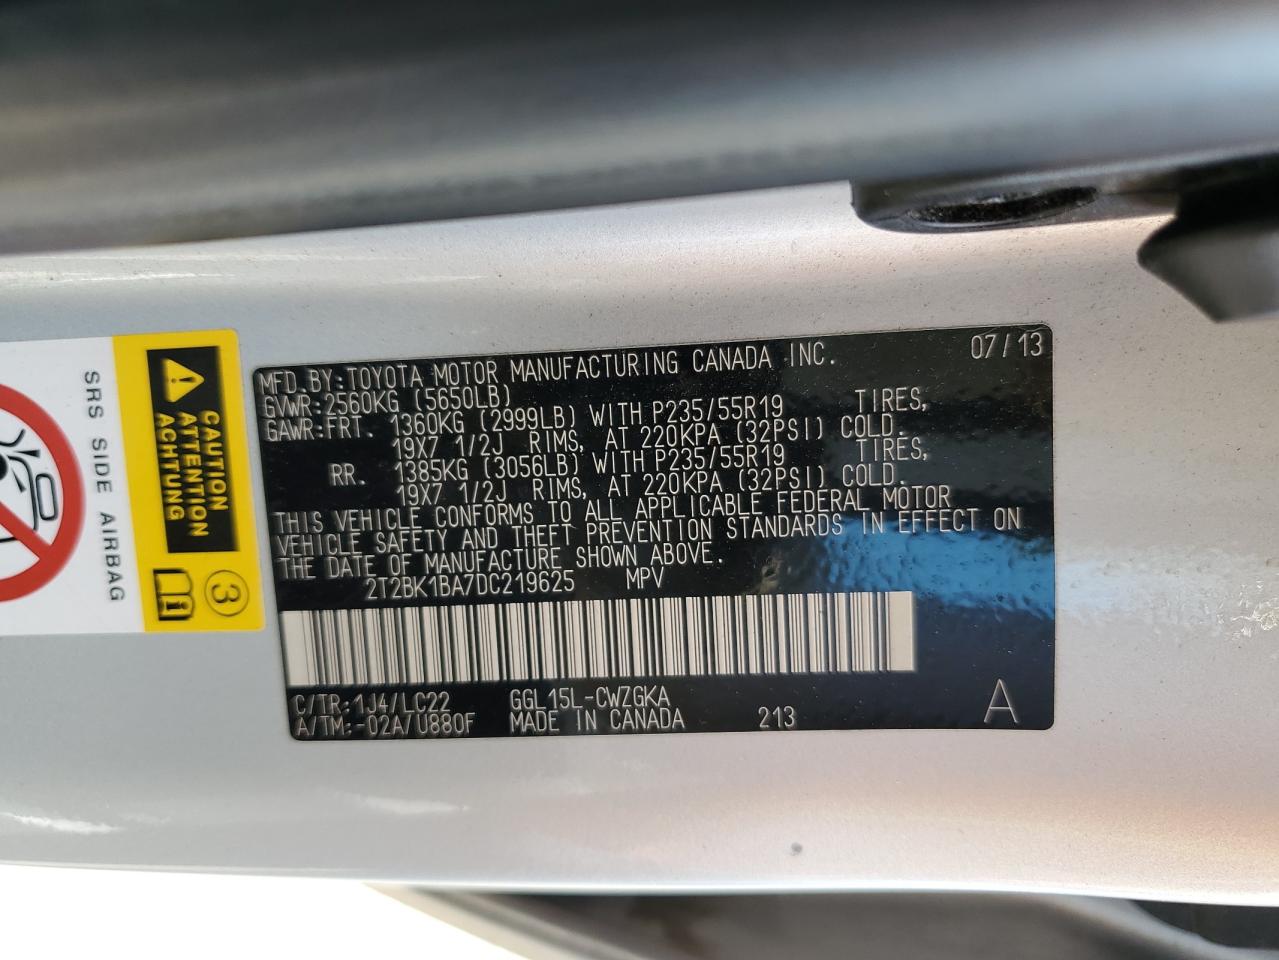 MFD.BY:TOYOTA MOTOR MANUFACTURING CANADA INC. 07/13
GVWR:2560KG (5650LB)
GAWR:FRT. 1360KG (2999LB) WITH P235/55R19 TIRES,
19X7 1/2J RIMS, AT 220KPA (32PSI) COLD.
RR. 1385KG (3056LB) WITH P235/55R19 TIRES,
19X7 1/2J RIMS, AT 220KPA (32PSI) COLD.
THIS VEHICLE CONFORMS TO ALL APPLICABLE FEDERAL MOTOR
VEHICLE SAFETY AND THEFT PREVENTION STANDARDS IN EFFECT ON
THE DATE OF MANUFACTURE SHOWN ABOVE.
2T2BK1BA7DC219625 MPV
C/TR:1J4/LC22 GGL15L-CWZGKA
A/TM:-02A/U880F MADE IN CANADA 213 A
CAUTION
ATTENTION
ACHTUNG
3
SRS SIDE AIRBAG